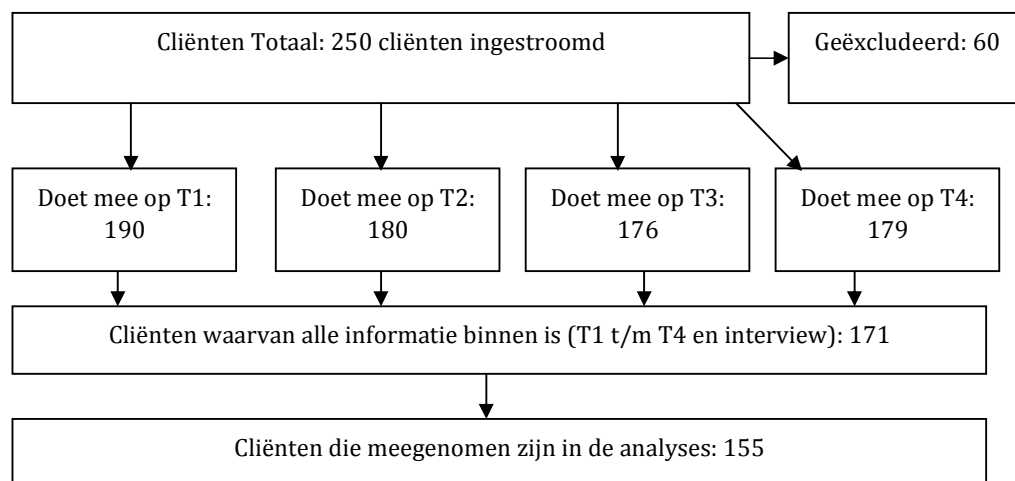 Cliënten Totaal: 250 cliënten ingestroomd
Geëxcludeerd: 60
Doet mee op T1:
190
Doet mee op T2:
180
Doet mee op T3:
176
Doet mee op T4:
179
Cliënten waarvan alle informatie binnen is (T1 t/m T4 en interview): 171
Cliënten die meegenomen zijn in de analyses: 155